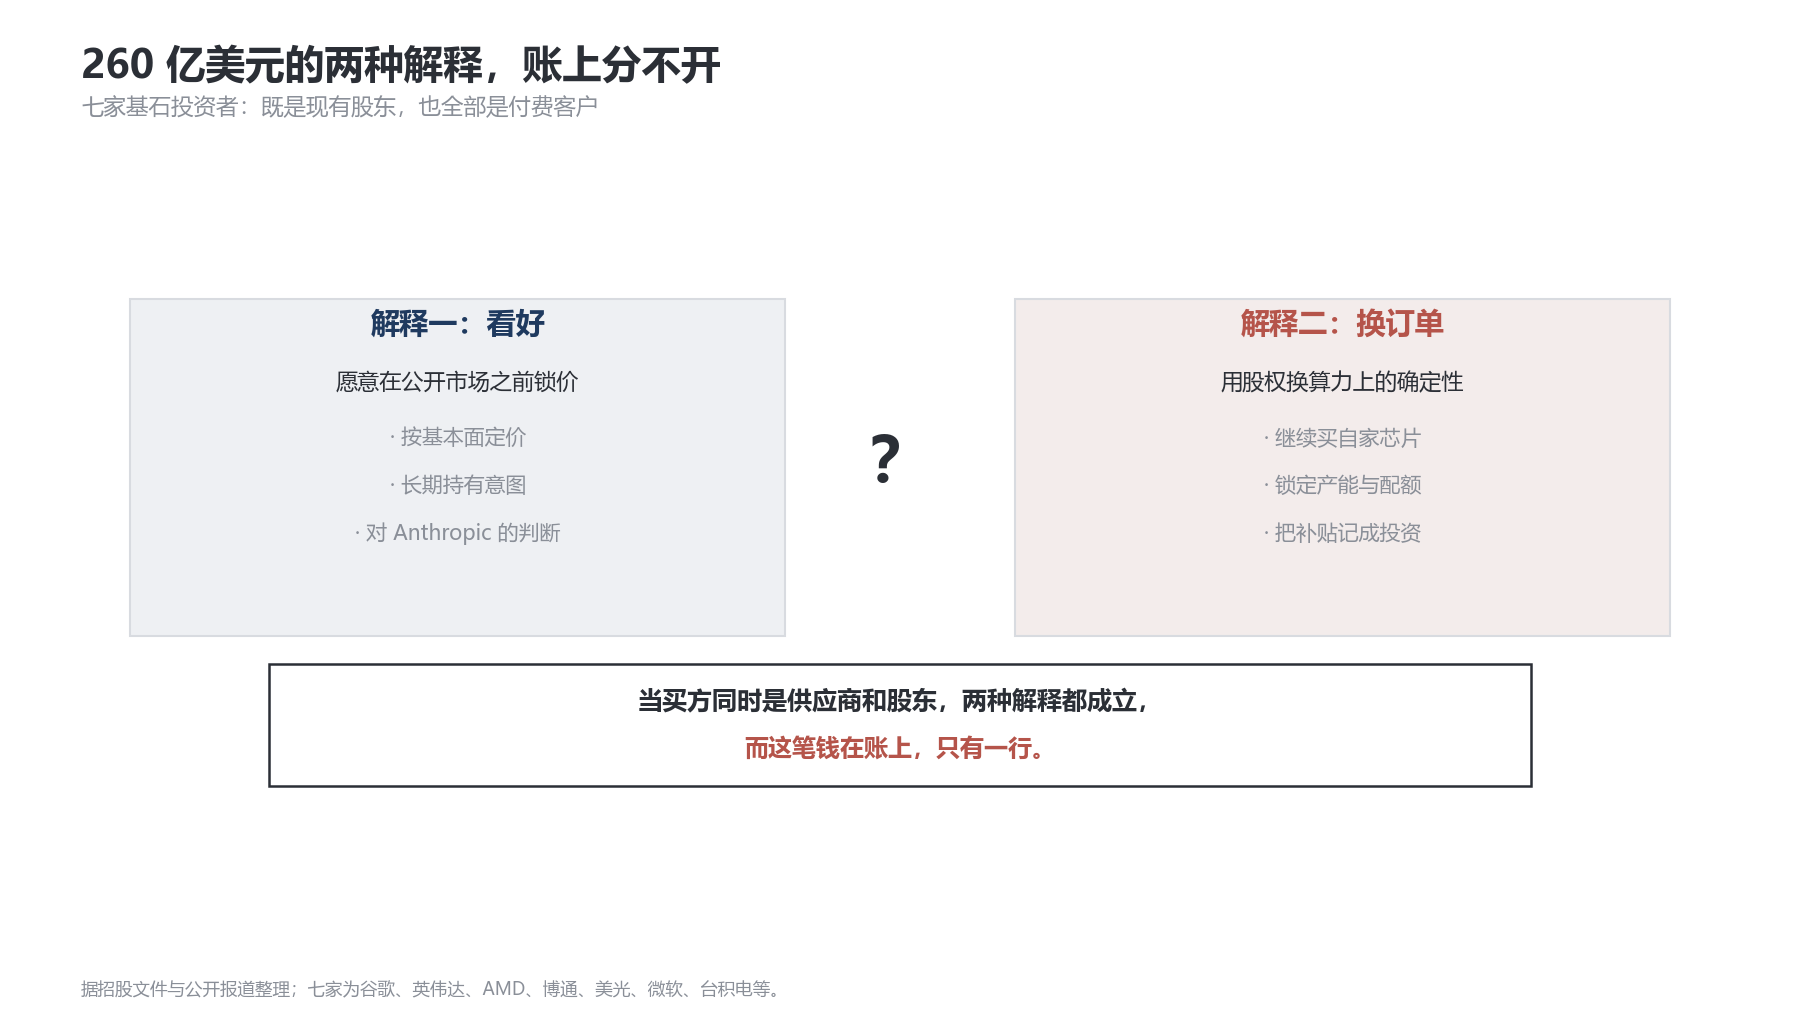 260 亿美元的两种解释，账上分不开
七家基石投资者：既是现有股东，也全部是付费客户
解释一：看好
愿意在公开市场之前锁价
· 按基本面定价
· 长期持有意图
· 对 Anthropic 的判断
?
解释二：换订单
用股权换算力上的确定性
· 继续买自家芯片
· 锁定产能与配额
· 把补贴记成投资
当买方同时是供应商和股东，两种解释都成立，
而这笔钱在账上，只有一行。
据招股文件与公开报道整理；七家为谷歌、英伟达、AMD、博通、美光、微软、台积电等。